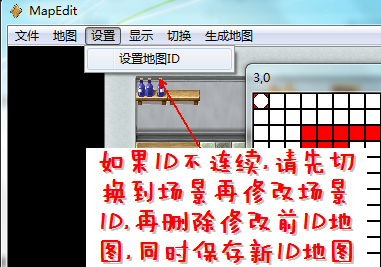 MapEdit
文件 地图 设置 显示 切换 生成地图
设置地图ID
3,0
如果ID不连续.请先切
换到场景再修改场景
ID.再删除修改前ID地
图.同时保存新ID地图